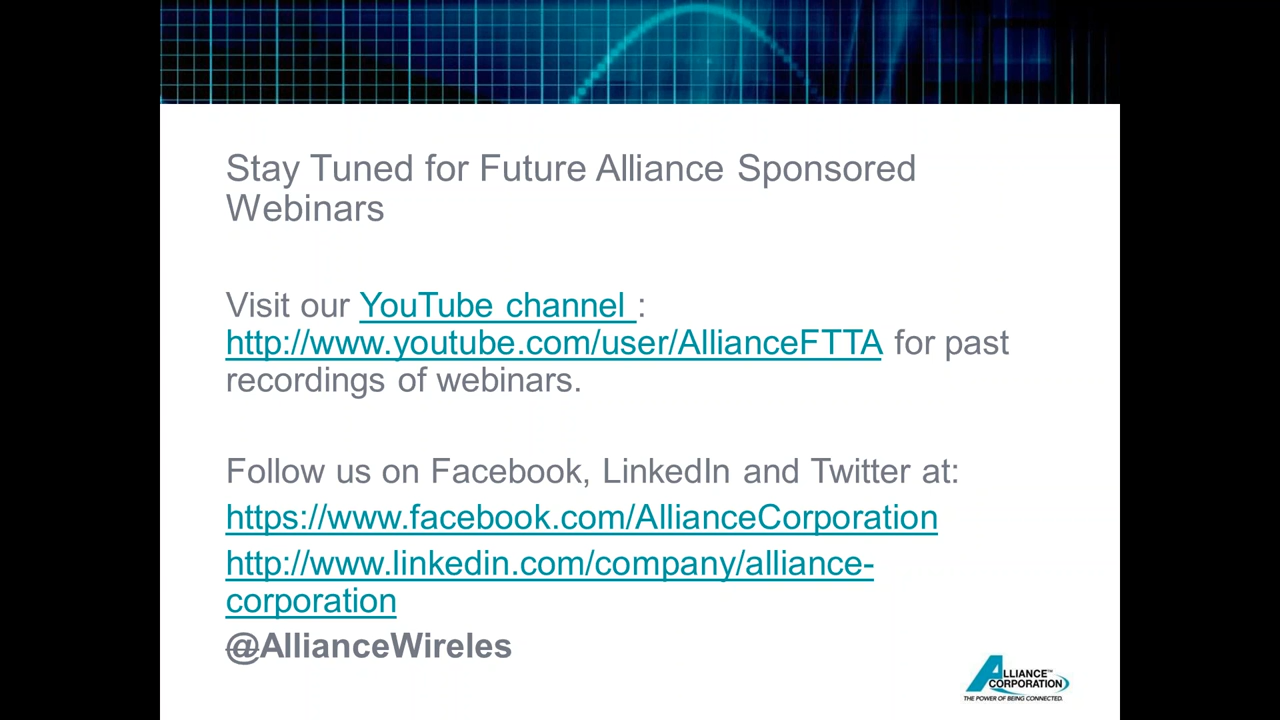 Stay Tuned for Future Alliance Sponsored
Webinars
Visit our YouTube channel :
http://www.youtube.com/user/AllianceFTTA for past
recordings of webinars.
Follow us on Facebook, LinkedIn and Twitter at:
https://www.facebook.com/AllianceCorporation
http://www.linkedin.com/company/alliance-
corporation
@AllianceWireles
ALLIANCE™
CORPORATION
THE POWER OF BEING CONNECTED.